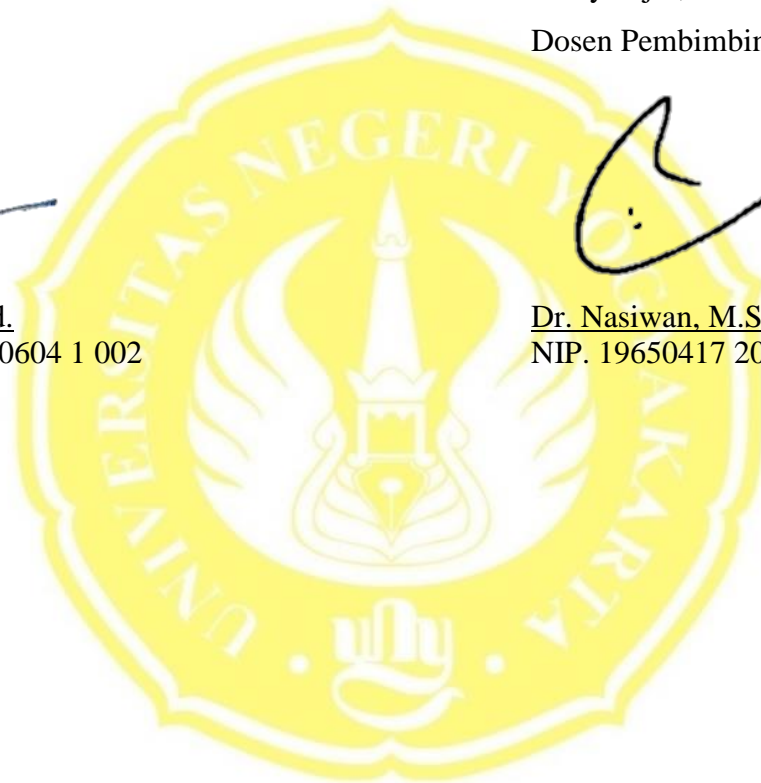 Dosen Pembimbin
d.
0604 1 002
Dr. Nasiwan, M.S
NIP. 19650417 20
UNIVERSITAS NEGERI YOGYAKARTA
uny